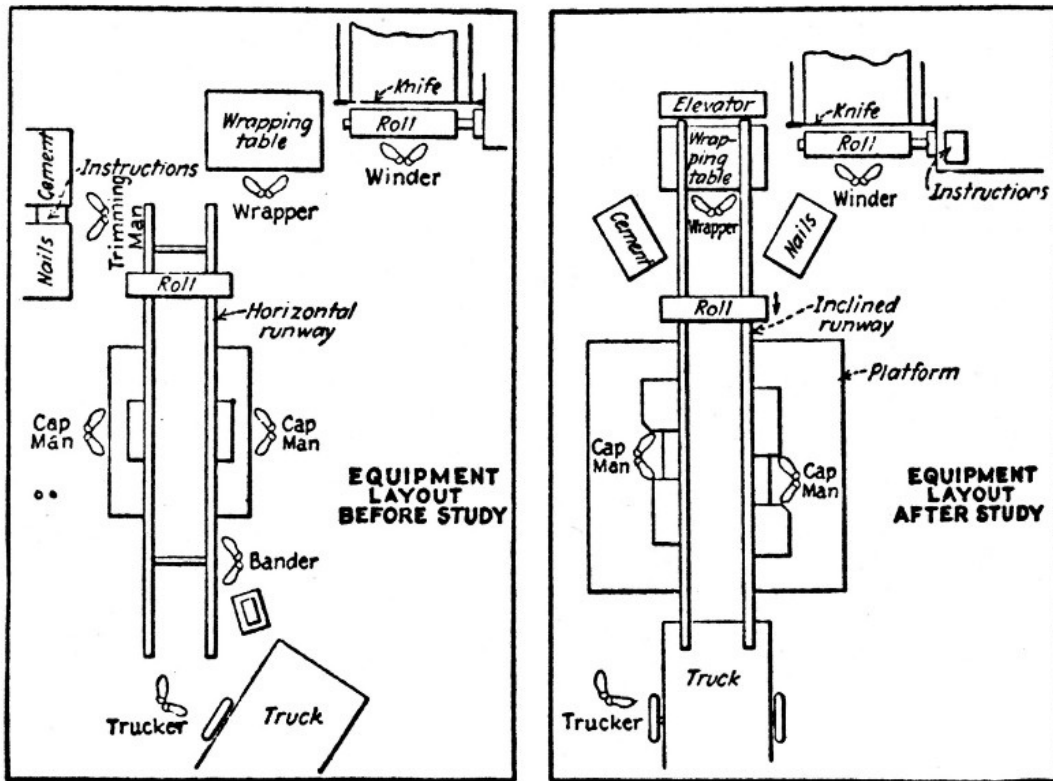 Knife
Roll
Wrapping
table
Winder
Wrapper
Cement
Instructions
Nails
Trimming
Man
Roll
Horizontal
runway
Cap
Man
Cap
Man
EQUIPMENT
LAYOUT
BEFORE STUDY
Bander
Trucker
Truck
Elevator
Knife
Roll
Wrap-
ping
table
Winder
Instructions
Wrapper
Cement
Nails
Roll
Inclined
runway
Platform
Cap
Man
Cap
Man
EQUIPMENT
LAYOUT
AFTER STUDY
Truck
Trucker